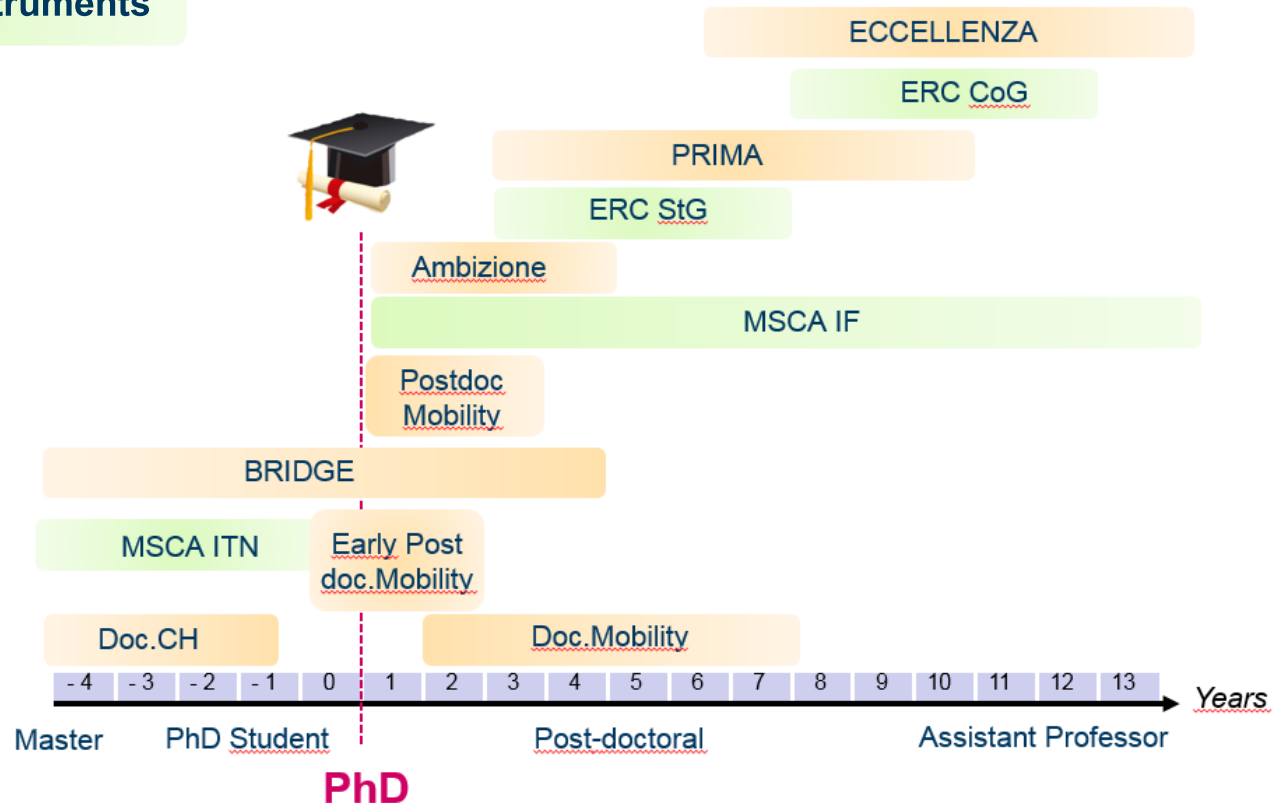 truments
ECCELLENZA
ERC CoG
PRIMA
ERC StG
Ambizione
MSCA IF
Postdoc
Mobility
BRIDGE
MSCA ITN
Early Post
doc.Mobility
Doc.CH
Doc.Mobility
- 4 - 3 - 2 - 1 0 1 2 3 4 5 6 7 8 9 10 11 12 13
Years
Master PhD Student Post-doctoral Assistant Professor
PhD